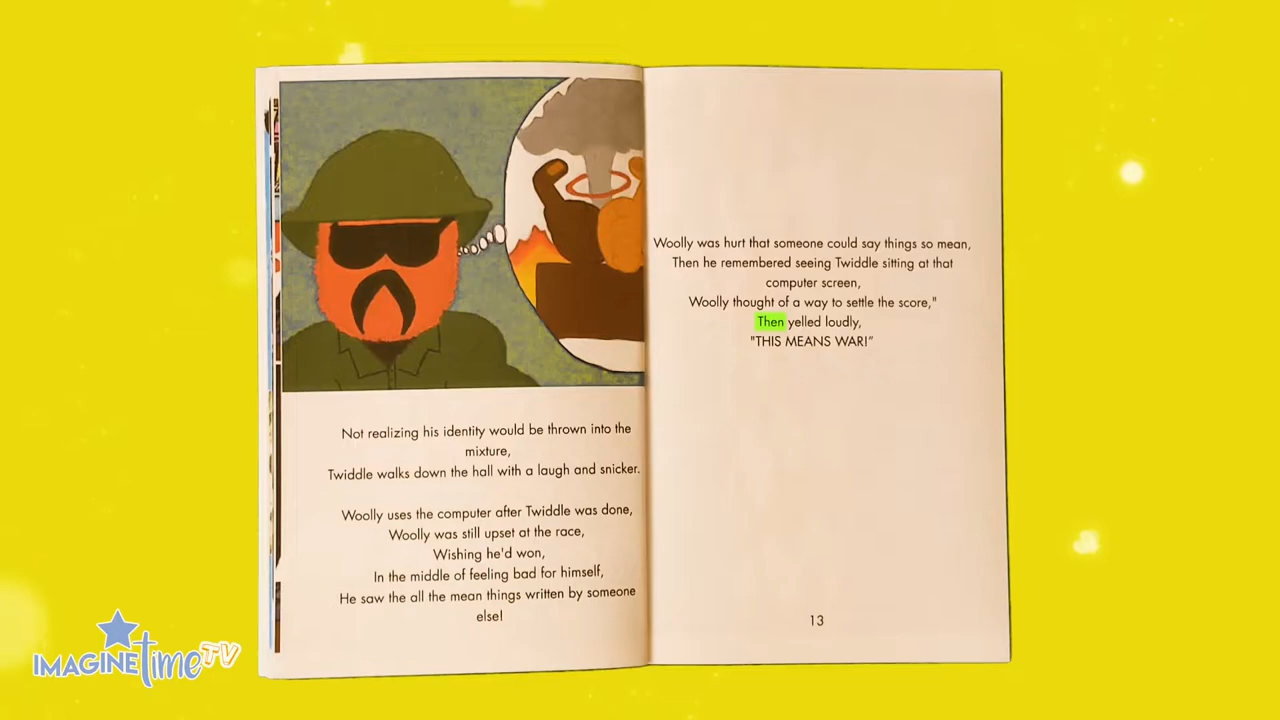 Not realizing his identity would be thrown into the
mixture,
Twiddle walks down the hall with a laugh and snicker.
Woolly uses the computer after Twiddle was done,
Woolly was still upset at the race,
Wishing he'd won,
In the middle of feeling bad for himself,
He saw the all the mean things written by someone
else!
Woolly was hurt that someone could say things so mean,
Then he remembered seeing Twiddle sitting at that
computer screen,
Woolly thought of a way to settle the score,"
Then yelled loudly,
"THIS MEANS WAR!"
13
IMAGINEtime TV